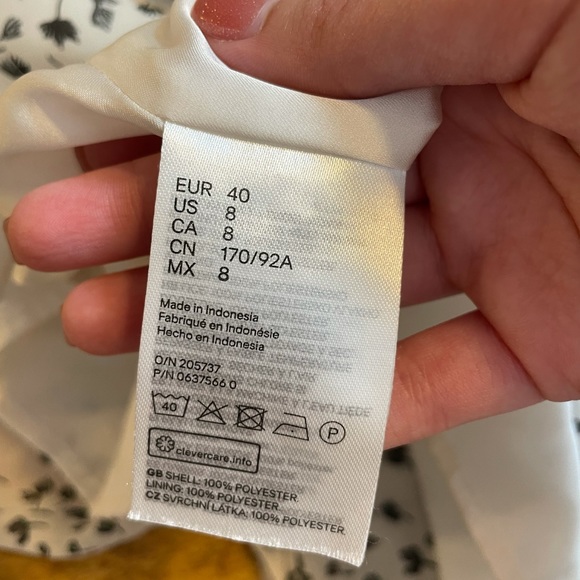 EUR 40
US 8
CA 8
CN 170/92A
MX 8
Made in Indonesia
Fabriqué en Indonésie
Hecho en Indonesia
O/N 205737
P/N 0637566 0
40 P
clevercare.info
GB SHELL: 100% POLYESTER
LINING: 100% POLYESTER
CZ SVRCHNÍ LÁTKA: 100% POLYESTER